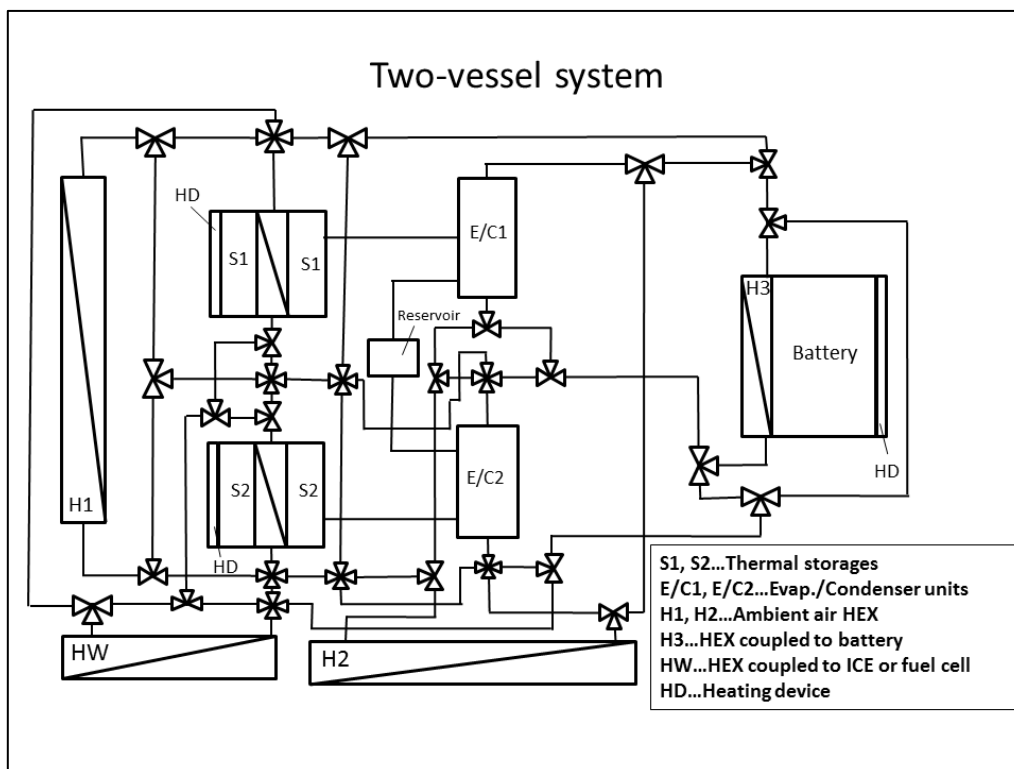 Two-vessel system
HD
S1
S1
E/C1
Reservoir
H3
Battery
HD
H1
S2
S2
HD
E/C2
HW
H2
S1, S2...Thermal storages
E/C1, E/C2...Evap./Condenser units
H1, H2...Ambient air HEX
H3...HEX coupled to battery
HW...HEX coupled to ICE or fuel cell
HD...Heating device